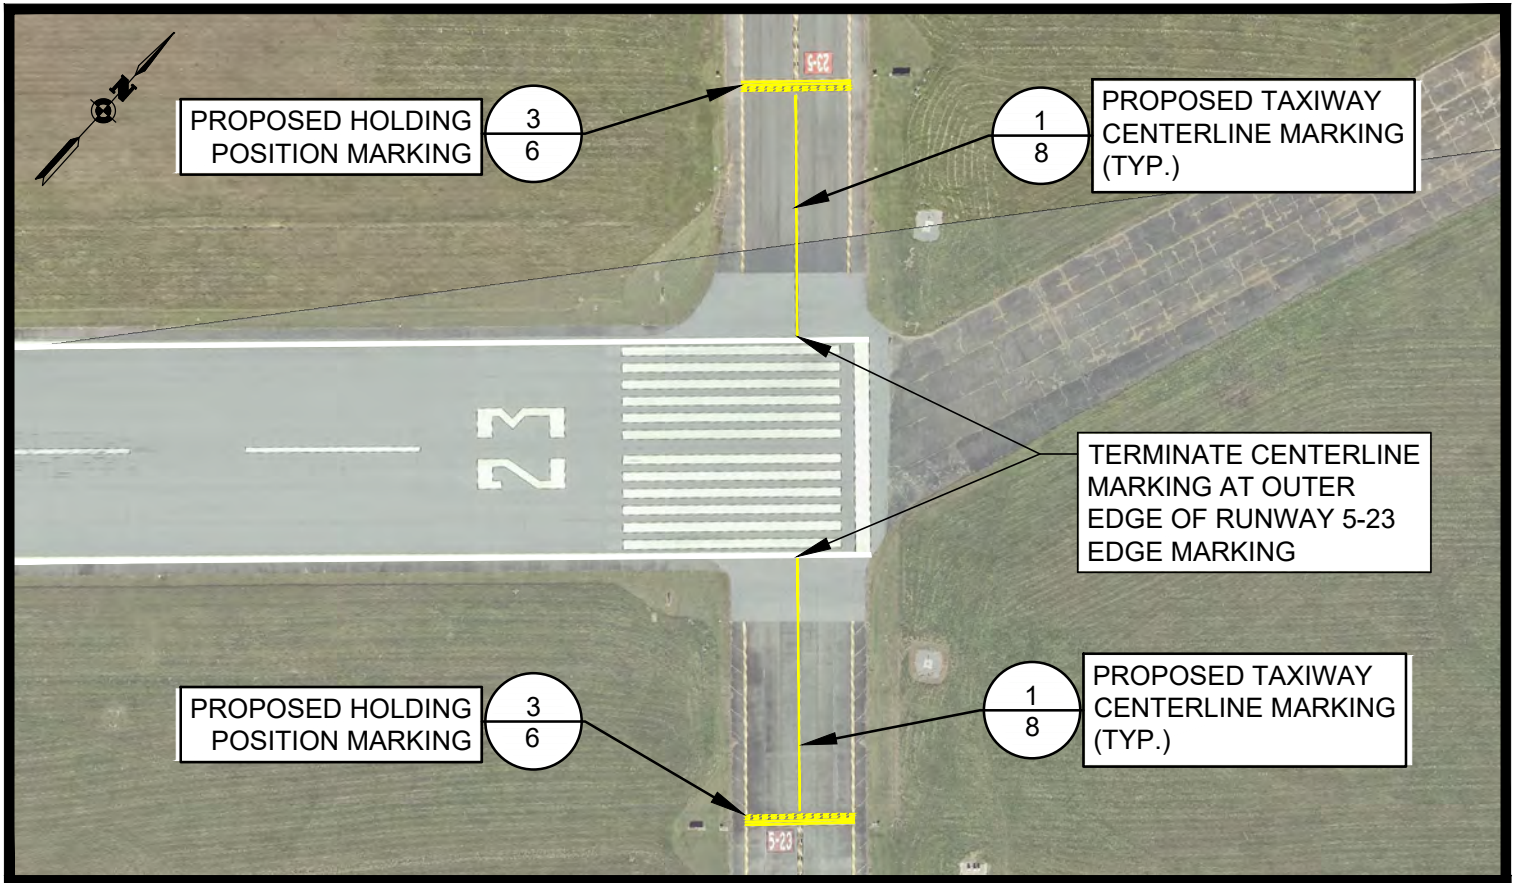 N
23-5
PROPOSED HOLDING
POSITION MARKING
3
6
1
8
PROPOSED TAXIWAY
CENTERLINE MARKING
(TYP.)
23
TERMINATE CENTERLINE
MARKING AT OUTER
EDGE OF RUNWAY 5-23
EDGE MARKING
PROPOSED HOLDING
POSITION MARKING
3
6
1
8
PROPOSED TAXIWAY
CENTERLINE MARKING
(TYP.)
5-23